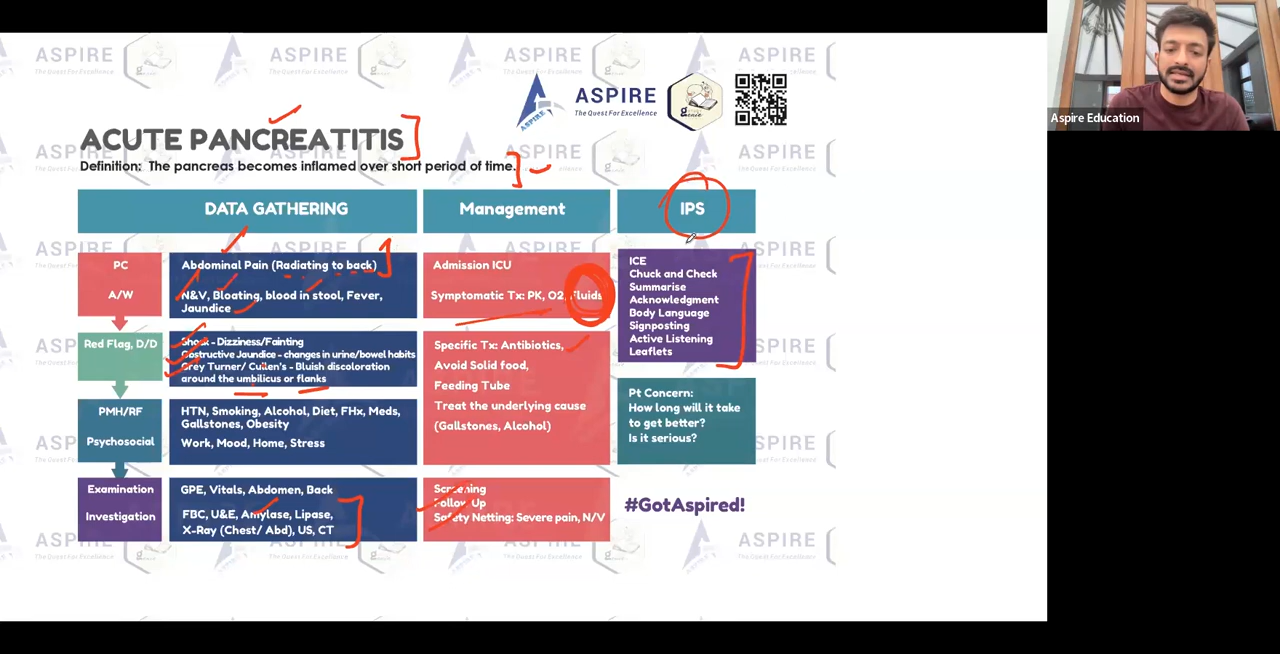 ASPIRE
The Quest For Excellence
genie
Aspire Education
ACUTE PANCREATITIS
Definition: The pancreas becomes inflamed over short period of time.
DATA GATHERING
PC
Abdominal Pain (Radiating to back)
A/W
N&V, Bloating, blood in stool, Fever,
Jaundice
Red Flag, D/D
Shock - Dizziness/Fainting
Obstructive Jaundice - changes in urine/bowel habits
Grey Turner/ Cullen's - Bluish discoloration
around the umbilicus or flanks
PMH/RF
HTN, Smoking, Alcohol, Diet, FHx, Meds,
Gallstones, Obesity
Psychosocial
Work, Mood, Home, Stress
Examination
GPE, Vitals, Abdomen, Back
Investigation
FBC, U&E, Amylase, Lipase,
X-Ray (Chest/ Abd), US, CT
Management
Admission ICU
Symptomatic Tx: PK, O2, Fluids
Specific Tx: Antibiotics,
Avoid Solid food,
Feeding Tube
Treat the underlying cause
(Gallstones, Alcohol)
Screening
Follow Up
Safety Netting: Severe pain, N/V
IPS
ICE
Chuck and Check
Summarise
Acknowledgment
Body Language
Signposting
Active Listening
Leaflets
Pt Concern:
How long will it take
to get better?
Is it serious?
#GotAspired!